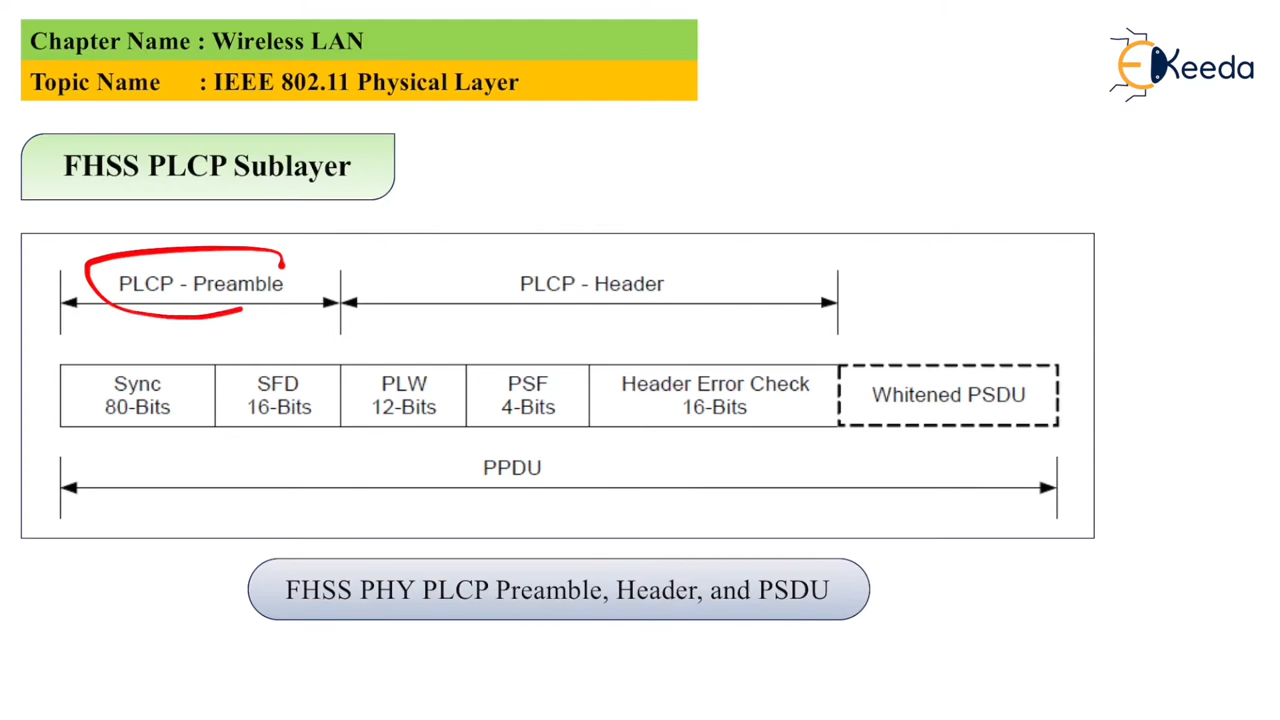 Chapter Name : Wireless LAN
Topic Name : IEEE 802.11 Physical Layer
EKeeda
FHSS PLCP Sublayer
PLCP - Preamble
PLCP - Header
Sync
80-Bits
SFD
16-Bits
PLW
12-Bits
PSF
4-Bits
Header Error Check
16-Bits
Whitened PSDU
PPDU
FHSS PHY PLCP Preamble, Header, and PSDU